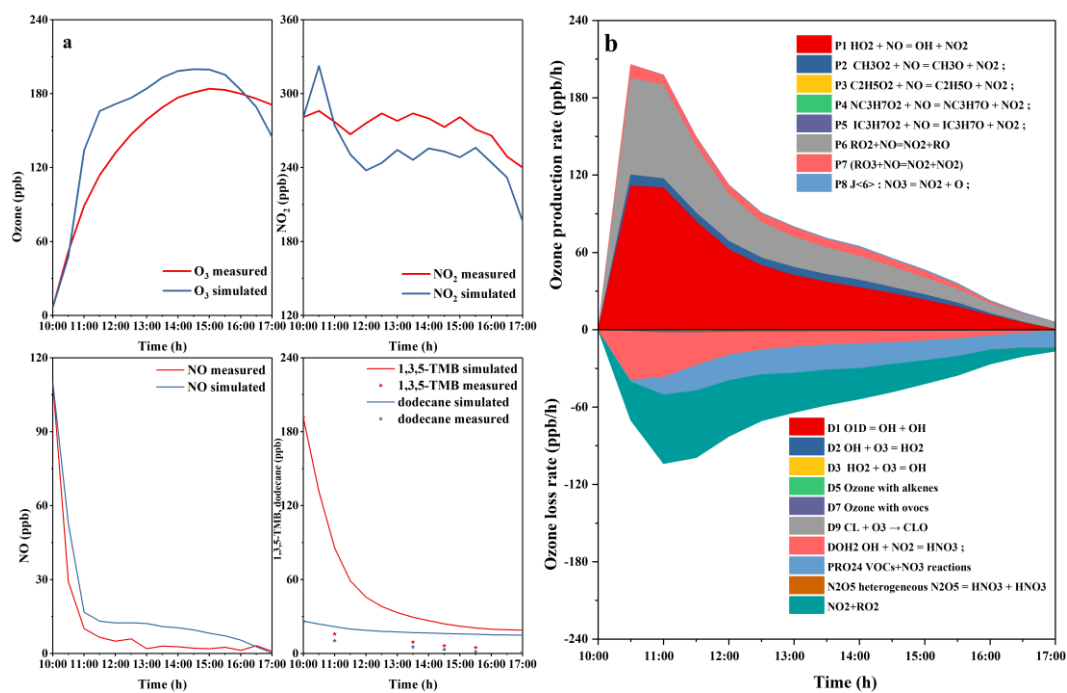 a
240
180
120
60
0
Ozone (ppb)
O3 measured
O3 simulated
10:00 11:00 12:00 13:00 14:00 15:00 16:00 17:00
Time (h)
360
300
240
180
120
NO2 (ppb)
NO2 measured
NO2 simulated
10:00 11:00 12:00 13:00 14:00 15:00 16:00 17:00
Time (h)
120
90
60
30
0
NO (ppb)
NO measured
NO simulated
10:00 11:00 12:00 13:00 14:00 15:00 16:00 17:00
Time (h)
240
180
120
60
0
1,3,5-TMB, dodecane (ppb)
1,3,5-TMB simulated
1,3,5-TMB measured
dodecane simulated
dodecane measured
10:00 11:00 12:00 13:00 14:00 15:00 16:00 17:00
Time (h)
b
240
180
120
60
0
-60
-120
-180
-240
Ozone production rate (ppb/h)
Ozone loss rate (ppb/h)
P1 HO2 + NO = OH + NO2
P2 CH3O2 + NO = CH3O + NO2 ;
P3 C2H5O2 + NO = C2H5O + NO2 ;
P4 NC3H7O2 + NO = NC3H7O + NO2 ;
P5 IC3H7O2 + NO = IC3H7O + NO2 ;
P6 RO2+NO=NO2+RO
P7 (RO3+NO=NO2+NO2)
P8 J<6> : NO3 = NO2 + O ;
D1 O1D = OH + OH
D2 OH + O3 = HO2
D3 HO2 + O3 = OH
D5 Ozone with alkenes
D7 Ozone with ovocs
D9 CL + O3 → CLO
DOH2 OH + NO2 = HNO3 ;
PRO24 VOCs+NO3 reactions
N2O5 heterogeneous N2O5 = HNO3 + HNO3
NO2+RO2
10:00 11:00 12:00 13:00 14:00 15:00 16:00 17:00
Time (h)